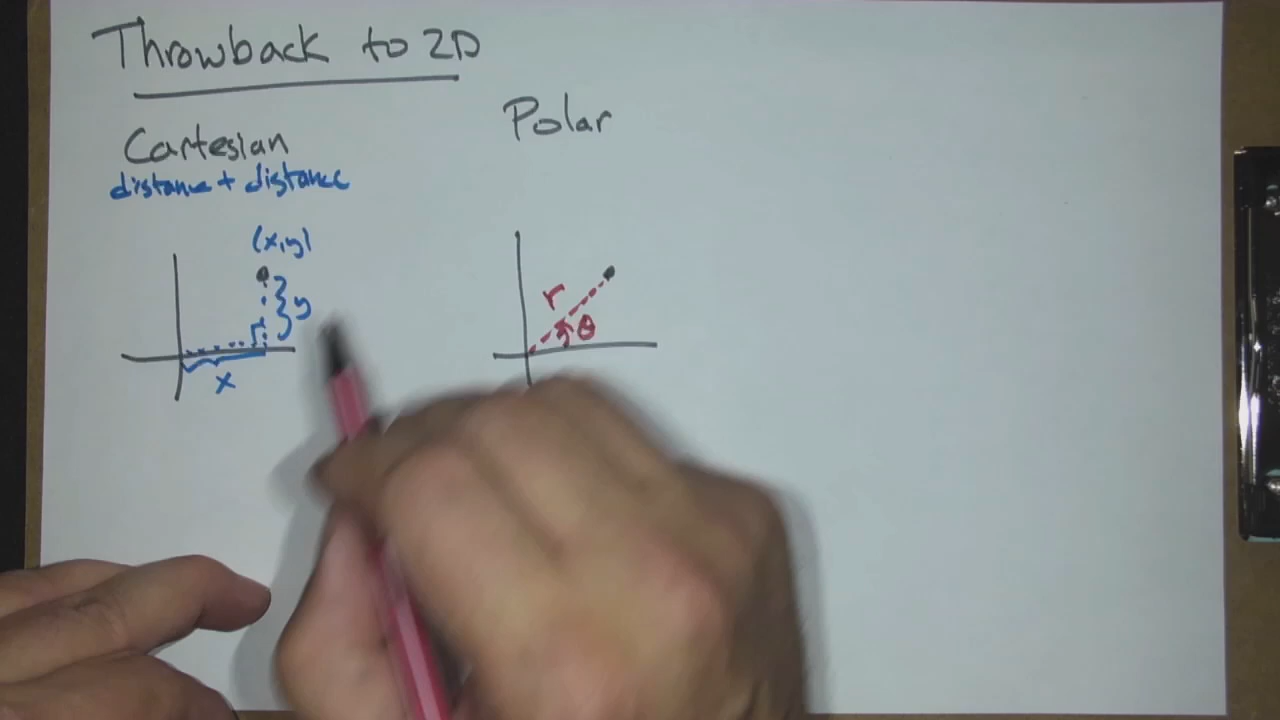 Throwback to 2D
Cartesian
distance + distance
(x,y)
y
x
Polar
r
θ